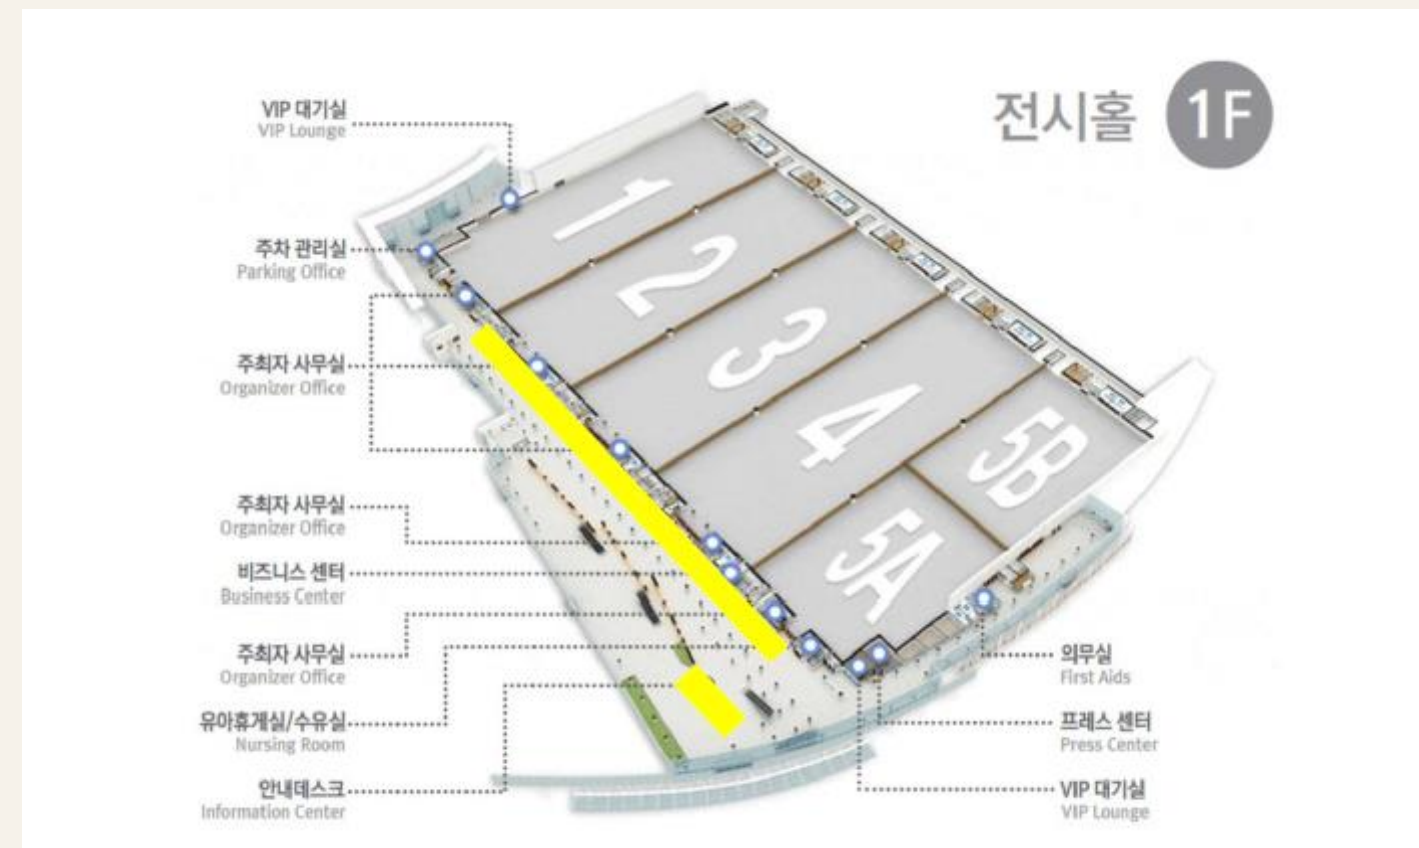 전시홀 1F
VIP 대기실
VIP Lounge
주차 관리실
Parking Office
주최자 사무실
Organizer Office
주최자 사무실
Organizer Office
비즈니스 센터
Business Center
주최자 사무실
Organizer Office
유아휴게실/수유실
Nursing Room
안내데스크
Information Center
1
2
3
4
5B
5A
의무실
First Aids
프레스 센터
Press Center
VIP 대기실
VIP Lounge